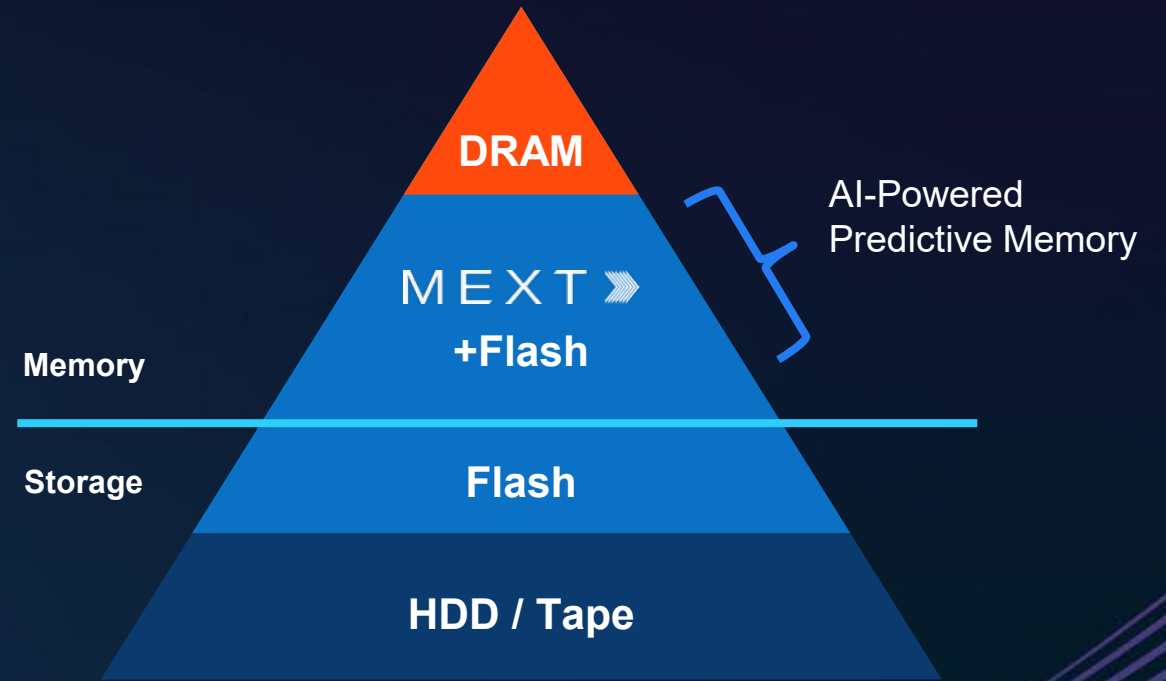 DRAM
AI-Powered
Predictive Memory
MEXT
+Flash
Memory
Storage
Flash
HDD / Tape